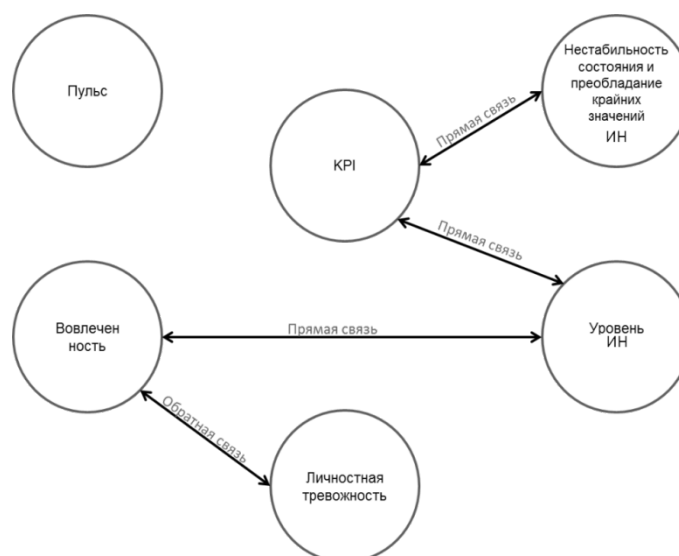 Пульс
Нестабильность
состояния и
преобладание
крайних
значений
ИН
Прямая связь
KPI
Прямая связь
Вовлечен
ность
Прямая связь
Уровень
ИН
Обратная связь
Личностная
тревожность